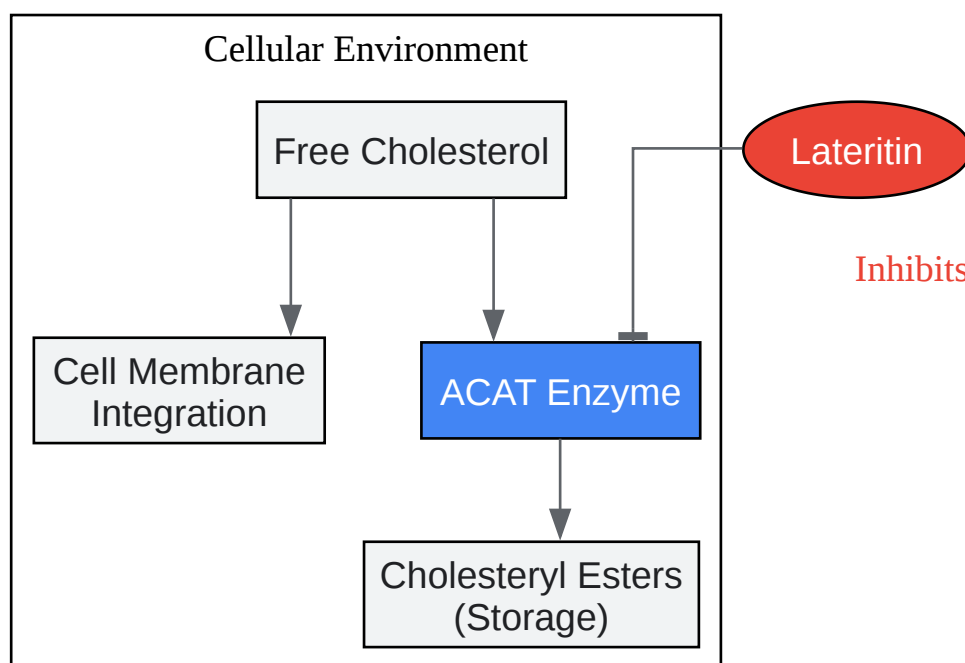 Cellular Environment
Free Cholesterol
Lateritin
Inhibits
Cell Membrane
Integration
ACAT Enzyme
Cholesteryl Esters
(Storage)